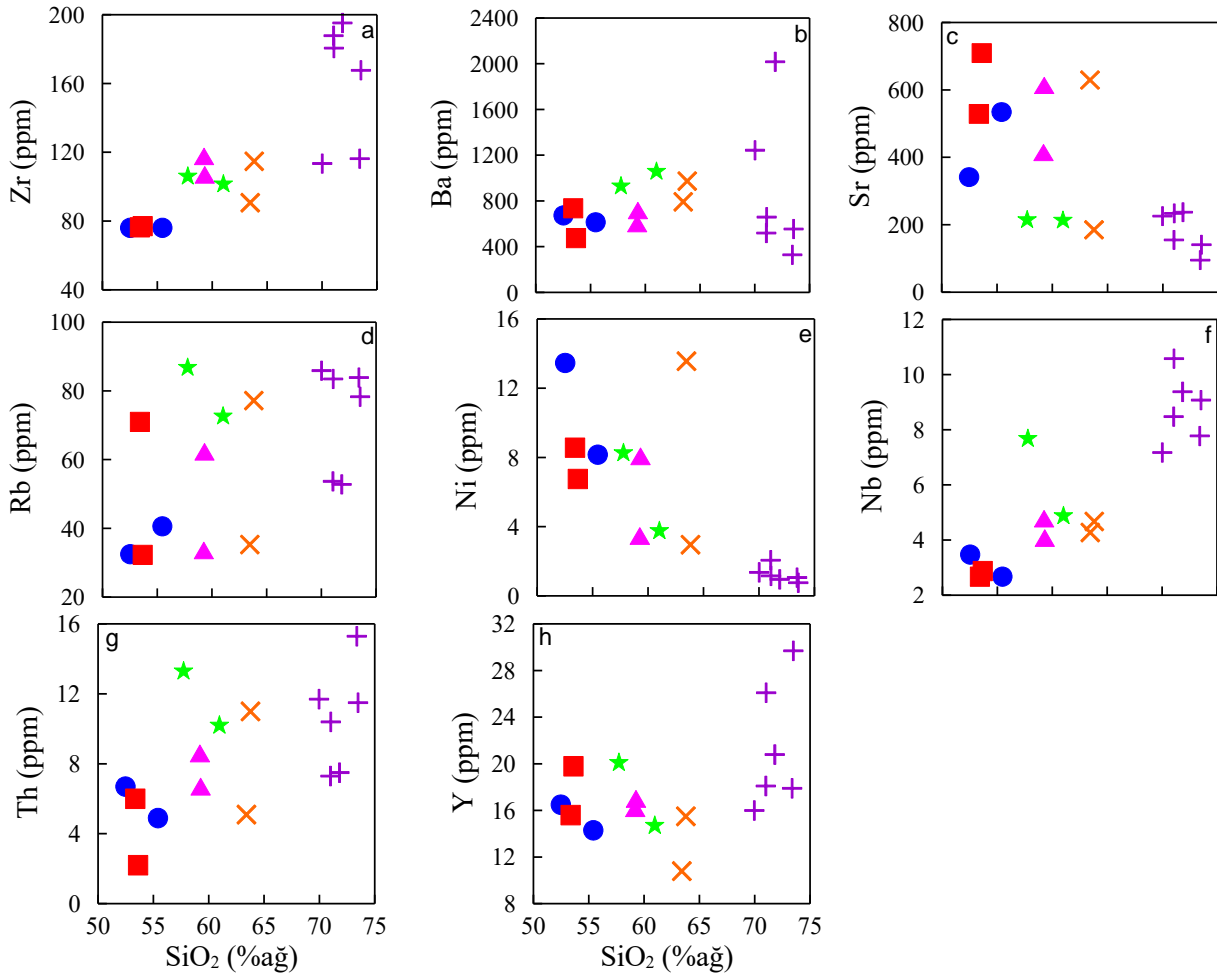 200
160
120
80
40
Zr (ppm)
a
2400
2000
1600
1200
800
400
0
Ba (ppm)
b
800
600
400
200
0
Sr (ppm)
c
100
80
60
40
20
Rb (ppm)
d
16
12
8
4
0
Ni (ppm)
e
12
10
8
6
4
2
Nb (ppm)
f
16
12
8
4
0
Th (ppm)
g
50 55 60 65 70 75
SiO₂ (%ağ)
32
28
24
20
16
12
8
Y (ppm)
h
50 55 60 65 70 75
SiO₂ (%ağ)